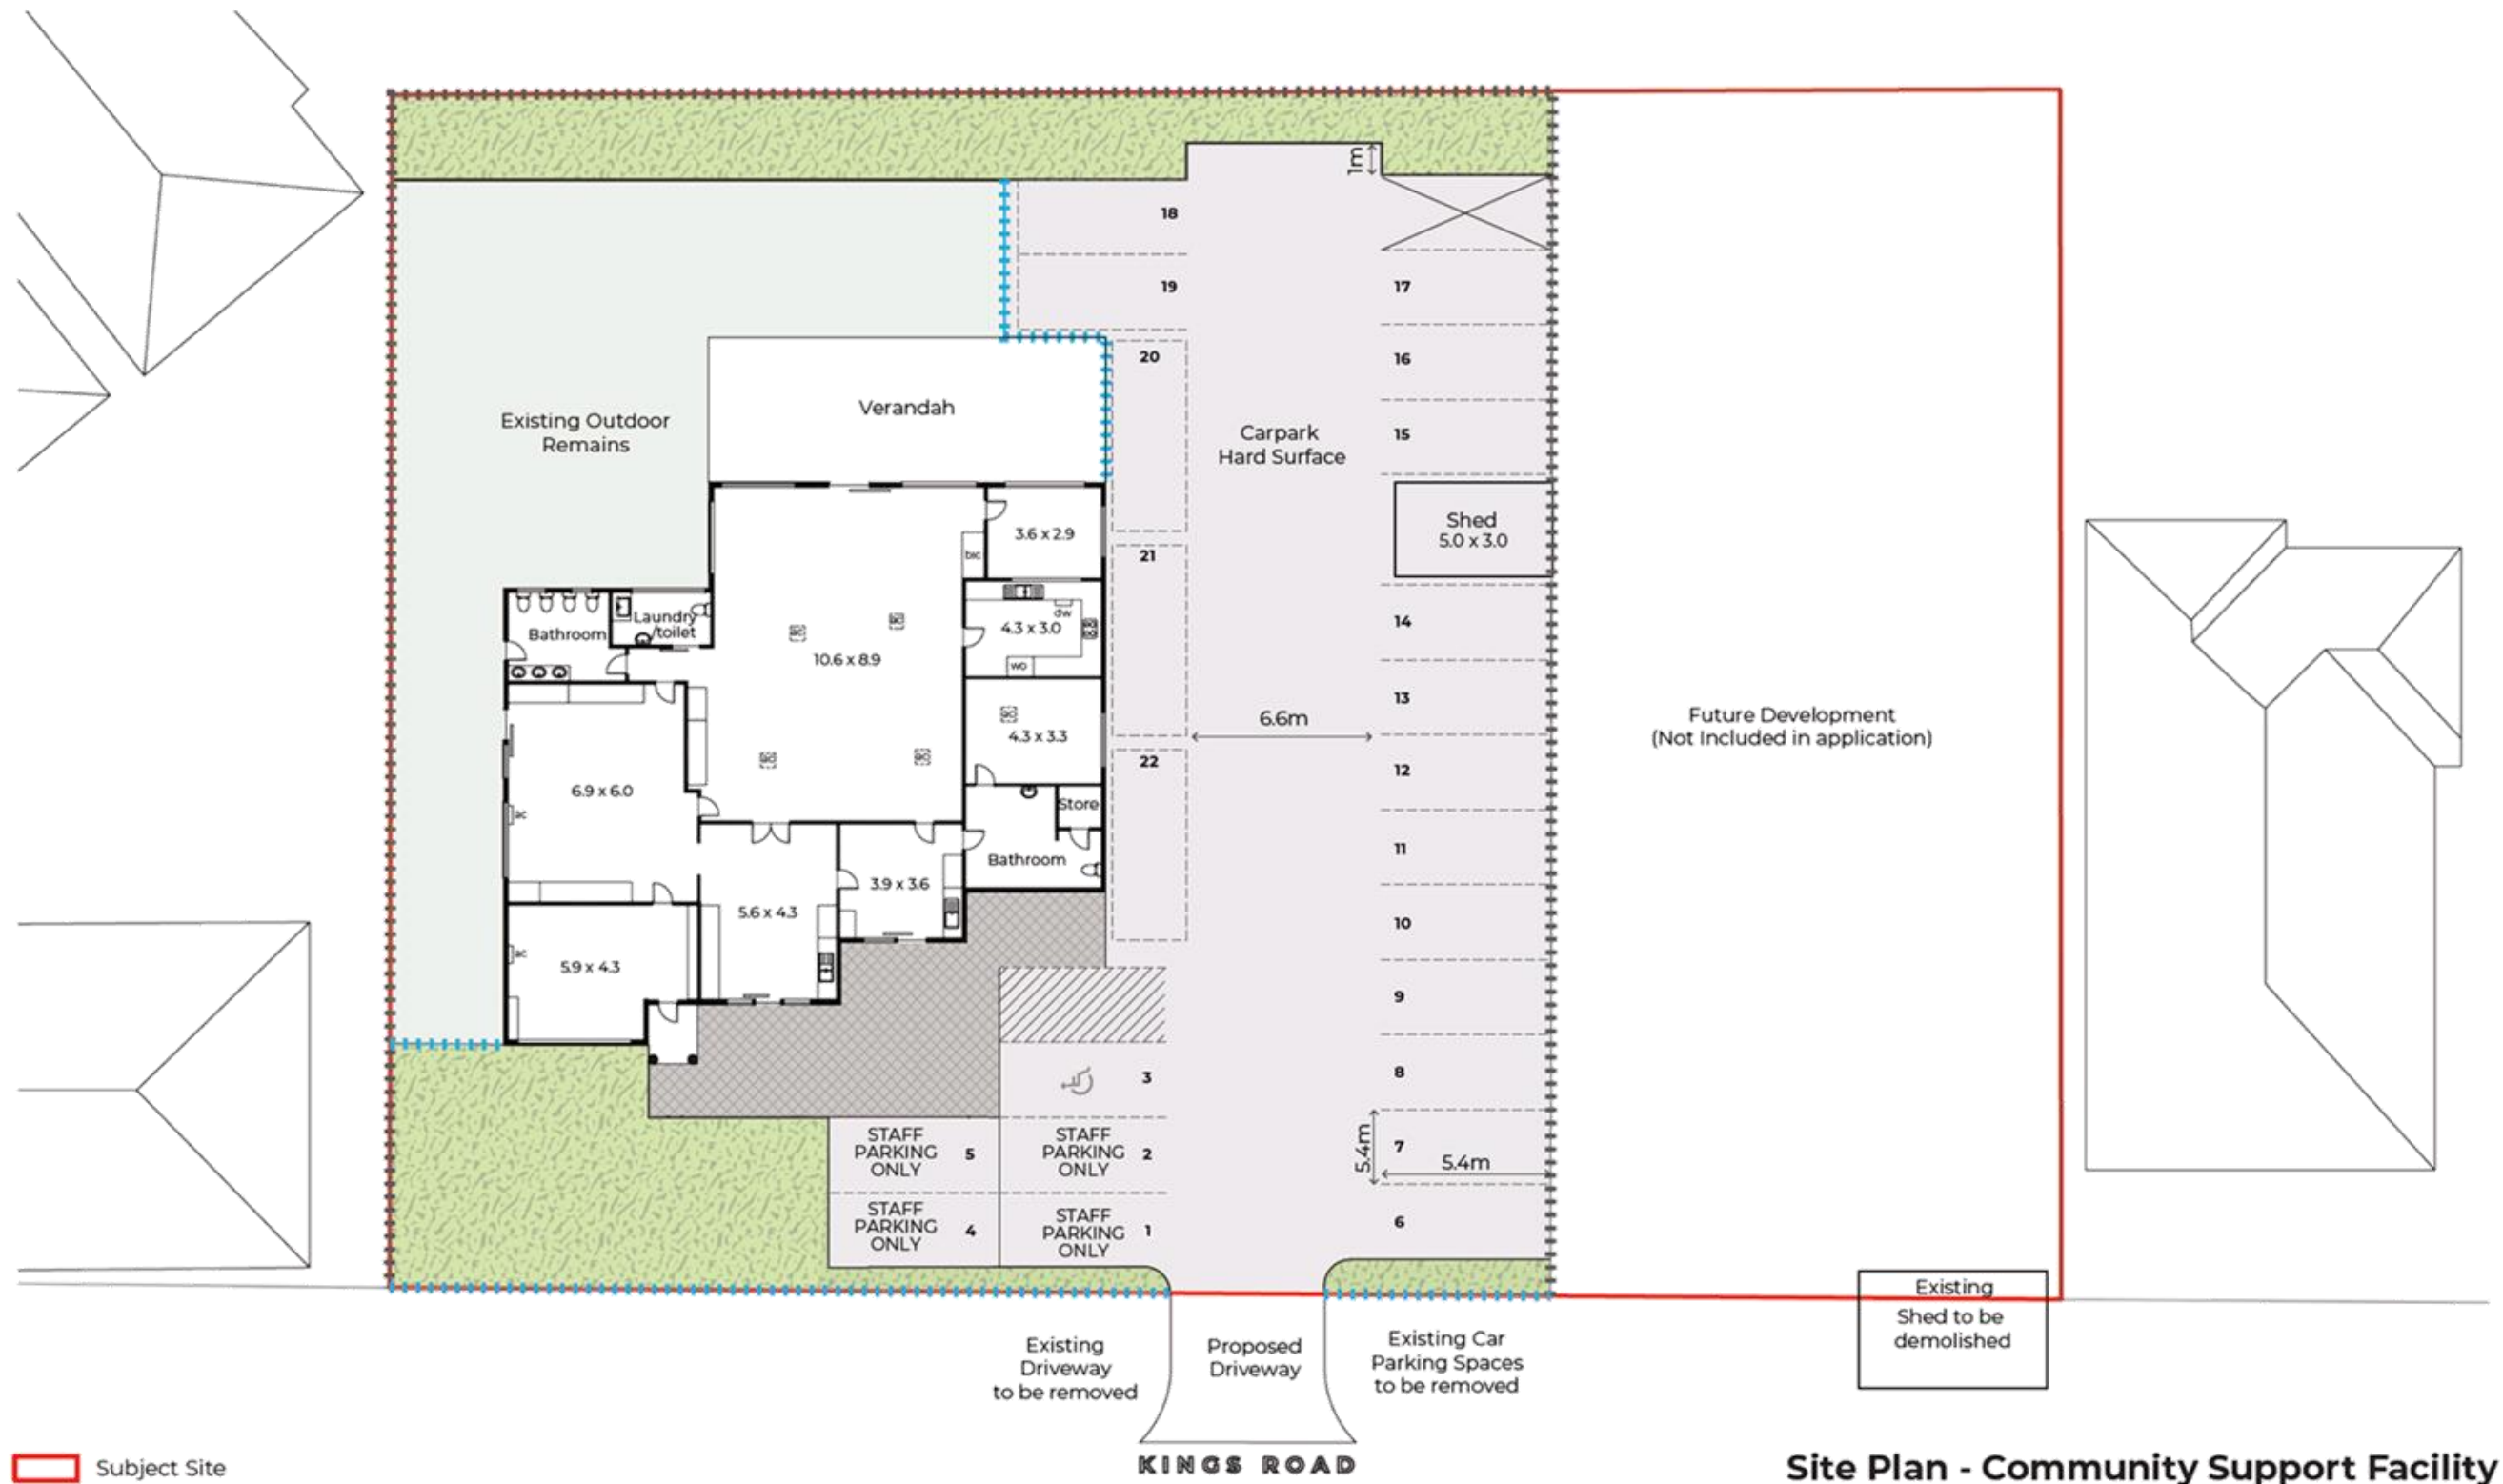 1m
18
19
17
20
16
Verandah
Existing Outdoor
Remains
Carpark
Hard Surface
15
Shed
5.0 x 3.0
3.6 x 2.9
21
bic
dw
4.3 x 3.0
wo
Laundry
/toilet
Bathroom
14
10.6 x 8.9
13
4.3 x 3.3
6.6m
Future Development
(Not Included in application)
22
12
6.9 x 6.0
Store
Bathroom
11
3.9 x 3.6
5.6 x 4.3
10
5.9 x 4.3
9
3
8
STAFF
PARKING
ONLY
5
STAFF
PARKING
ONLY
2
5.4m
7
5.4m
STAFF
PARKING
ONLY
4
STAFF
PARKING
ONLY
1
6
Existing
Shed to be
demolished
Existing
Driveway
to be removed
Proposed
Driveway
Existing Car
Parking Spaces
to be removed
KINGS ROAD
Subject Site
Site Plan - Community Support Facility